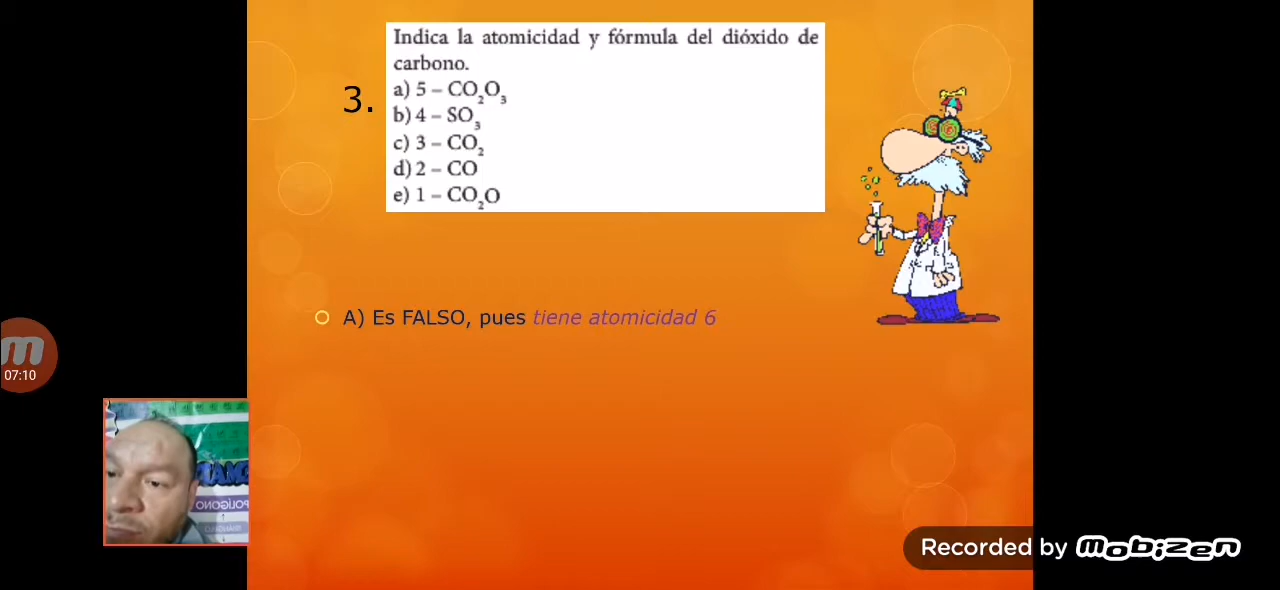 Indica la atomicidad y fórmula del dióxido de
carbono.
3.
a) 5 – CO₂O₃
b) 4 – SO₃
c) 3 – CO₂
d) 2 – CO
e) 1 – CO₂O
A) Es FALSO, pues tiene atomicidad 6
m
07:10
POLÍGONO
Recorded by mobizen